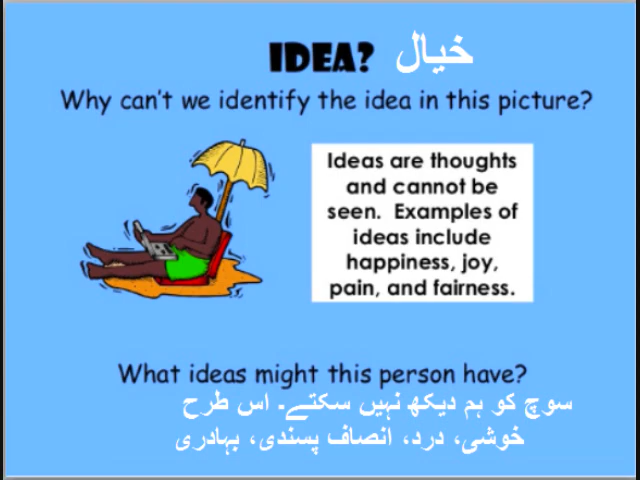 IDEA? خیال
Why can't we identify the idea in this picture?
Ideas are thoughts
and cannot be
seen. Examples of
ideas include
happiness, joy,
pain, and fairness.
What ideas might this person have?
سوچ کو ہم دیکھ نہیں سکتے۔ اس طرح
خوشی، درد، انصاف پسندی، بہادری